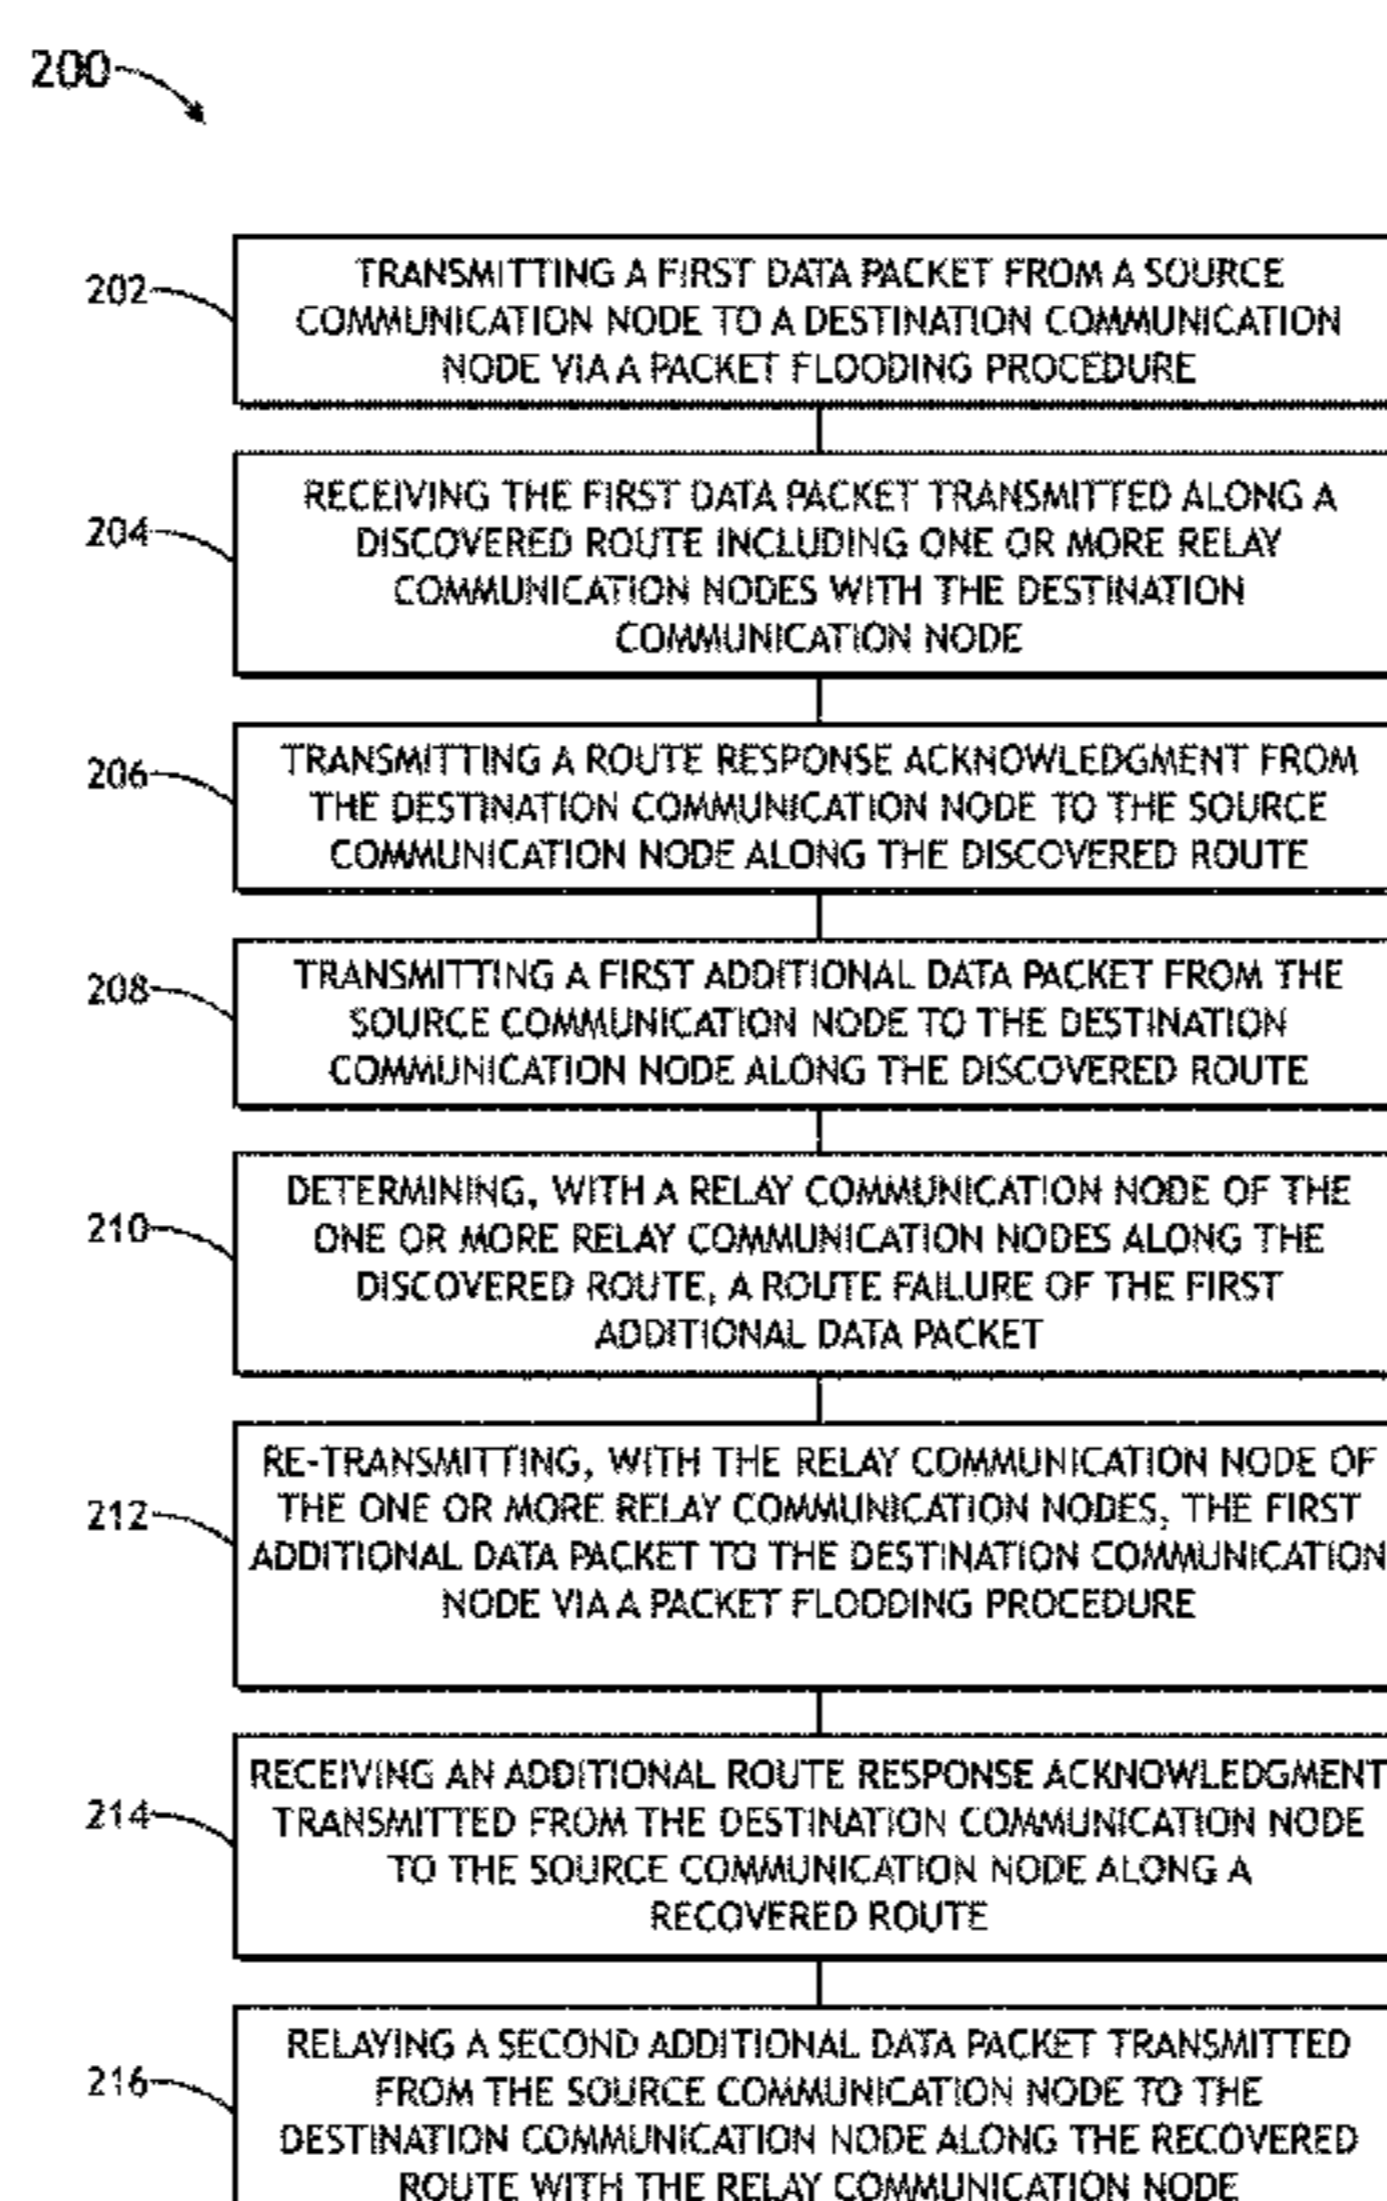 200
202
TRANSMITTING A FIRST DATA PACKET FROM A SOURCE
COMMUNICATION NODE TO A DESTINATION COMMUNICATION
NODE VIA A PACKET FLOODING PROCEDURE
204
RECEIVING THE FIRST DATA PACKET TRANSMITTED ALONG A
DISCOVERED ROUTE INCLUDING ONE OR MORE RELAY
COMMUNICATION NODES WITH THE DESTINATION
COMMUNICATION NODE
206
TRANSMITTING A ROUTE RESPONSE ACKNOWLEDGMENT FROM
THE DESTINATION COMMUNICATION NODE TO THE SOURCE
COMMUNICATION NODE ALONG THE DISCOVERED ROUTE
208
TRANSMITTING A FIRST ADDITIONAL DATA PACKET FROM THE
SOURCE COMMUNICATION NODE TO THE DESTINATION
COMMUNICATION NODE ALONG THE DISCOVERED ROUTE
210
DETERMINING, WITH A RELAY COMMUNICATION NODE OF THE
ONE OR MORE RELAY COMMUNICATION NODES ALONG THE
DISCOVERED ROUTE, A ROUTE FAILURE OF THE FIRST
ADDITIONAL DATA PACKET
212
RE-TRANSMITTING, WITH THE RELAY COMMUNICATION NODE OF
THE ONE OR MORE RELAY COMMUNICATION NODES, THE FIRST
ADDITIONAL DATA PACKET TO THE DESTINATION COMMUNICATION
NODE VIA A PACKET FLOODING PROCEDURE
214
RECEIVING AN ADDITIONAL ROUTE RESPONSE ACKNOWLEDGMENT
TRANSMITTED FROM THE DESTINATION COMMUNICATION NODE
TO THE SOURCE COMMUNICATION NODE ALONG A
RECOVERED ROUTE
216
RELAYING A SECOND ADDITIONAL DATA PACKET TRANSMITTED
FROM THE SOURCE COMMUNICATION NODE TO THE
DESTINATION COMMUNICATION NODE ALONG THE RECOVERED
ROUTE WITH THE RELAY COMMUNICATION NODE